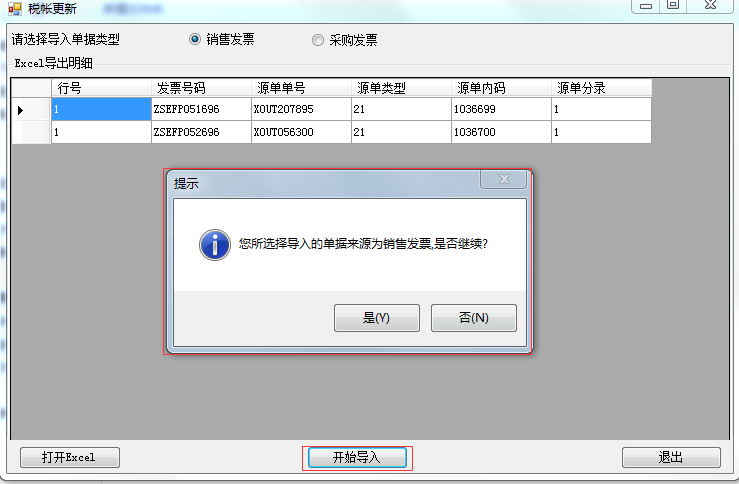 税帐更新
请选择导入单据类型 销售发票 采购发票
Excel导出明细
行号 发票号码 源单单号 源单类型 源单内码 源单分录
1 ZSEFP051696 XOUT207895 21 1036699 1
1 ZSEFP052696 XOUT056300 21 1036700 1
提示
您所选择导入的单据来源为销售发票,是否继续?
是(Y) 否(N)
打开Excel 开始导入 退出